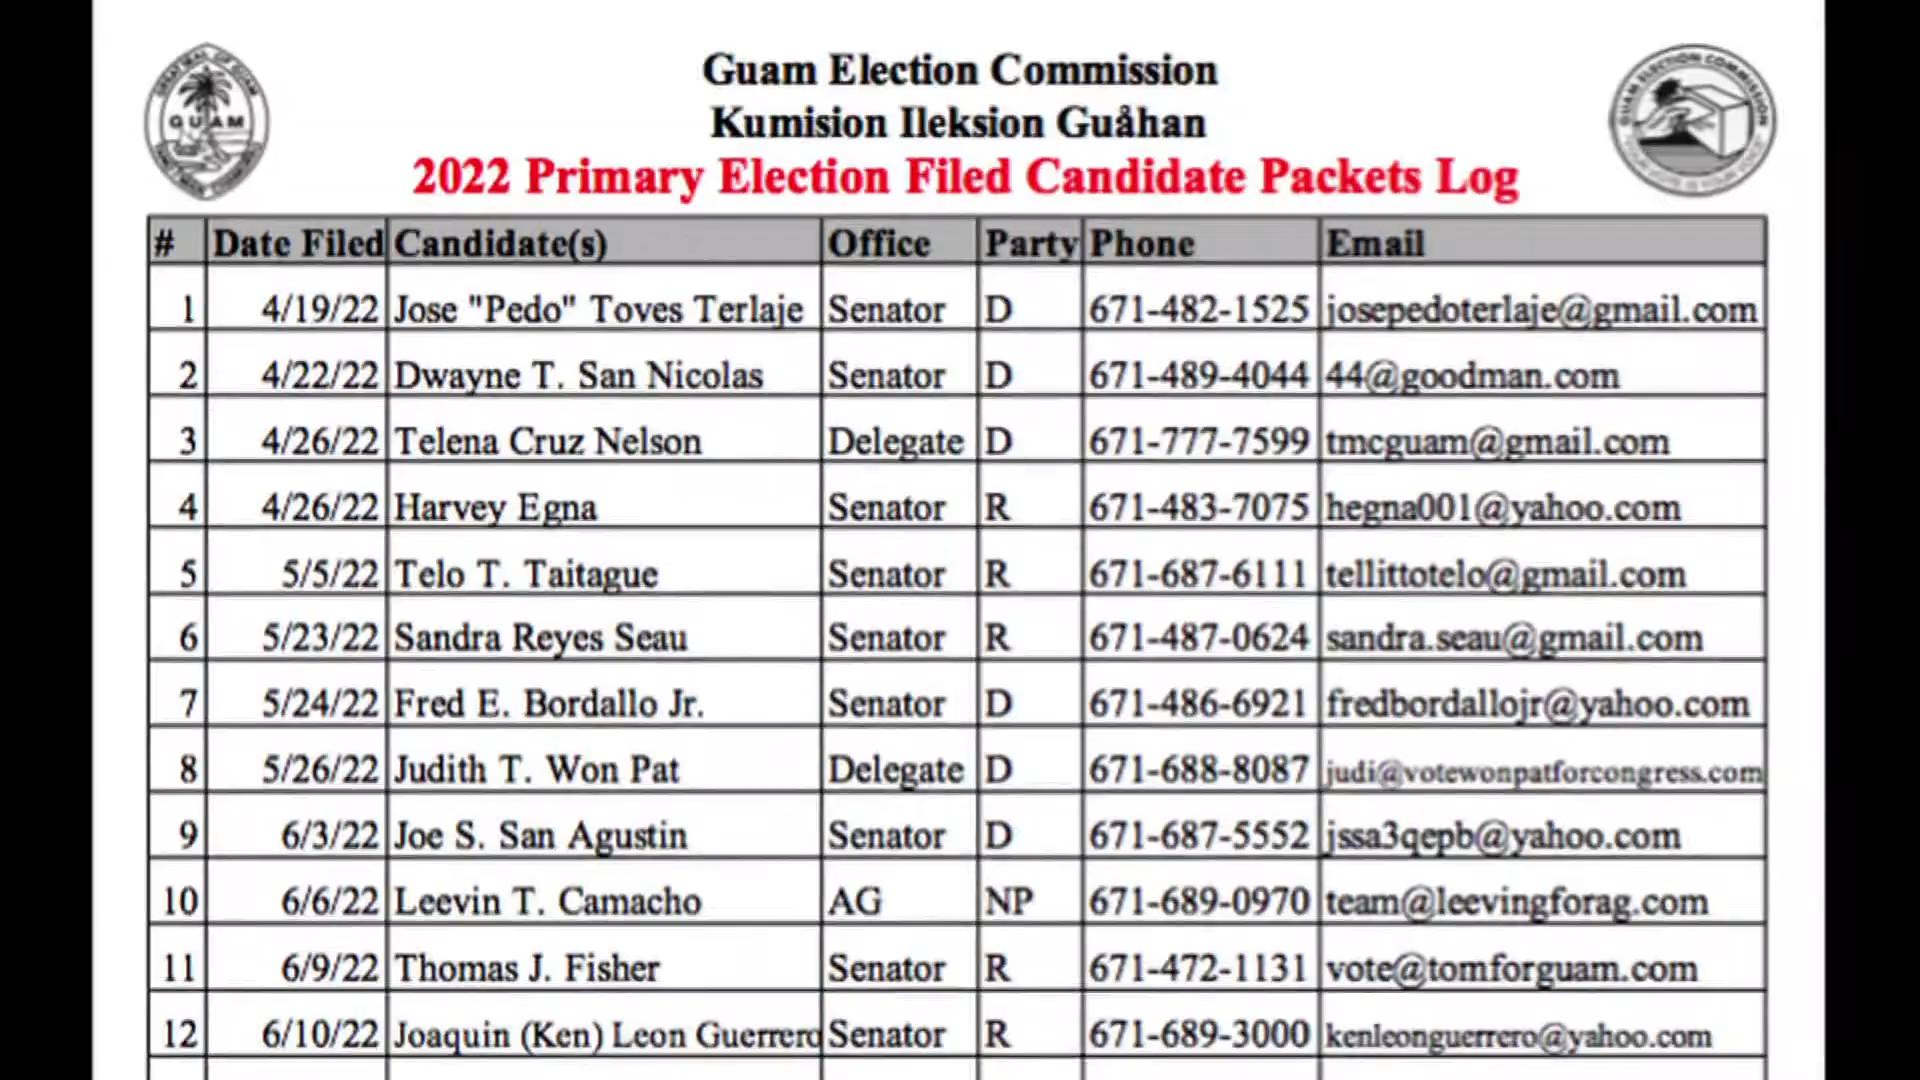 Guam Election Commission
Kumision Ileksion Guåhan
2022 Primary Election Filed Candidate Packets Log
GUAM
GUAM ELECTION COMMISSION
# Date Filed Candidate(s) Office Party Phone Email
1 4/19/22 Jose "Pedo" Toves Terlaje Senator D 671-482-1525 josepedoterlaje@gmail.com
2 4/22/22 Dwayne T. San Nicolas Senator D 671-489-4044 44@goodman.com
3 4/26/22 Telena Cruz Nelson Delegate D 671-777-7599 tmcguam@gmail.com
4 4/26/22 Harvey Egna Senator R 671-483-7075 hegna001@yahoo.com
5 5/5/22 Telo T. Taitague Senator R 671-687-6111 tellittotelo@gmail.com
6 5/23/22 Sandra Reyes Seau Senator R 671-487-0624 sandra.seau@gmail.com
7 5/24/22 Fred E. Bordallo Jr. Senator D 671-486-6921 fredbordallojr@yahoo.com
8 5/26/22 Judith T. Won Pat Delegate D 671-688-8087 judi@votewonpatforcongress.com
9 6/3/22 Joe S. San Agustin Senator D 671-687-5552 jssa3qepb@yahoo.com
10 6/6/22 Leevin T. Camacho AG NP 671-689-0970 team@leevingforag.com
11 6/9/22 Thomas J. Fisher Senator R 671-472-1131 vote@tomforguam.com
12 6/10/22 Joaquin (Ken) Leon Guerrero Senator R 671-689-3000 kenleonguerrero@yahoo.com